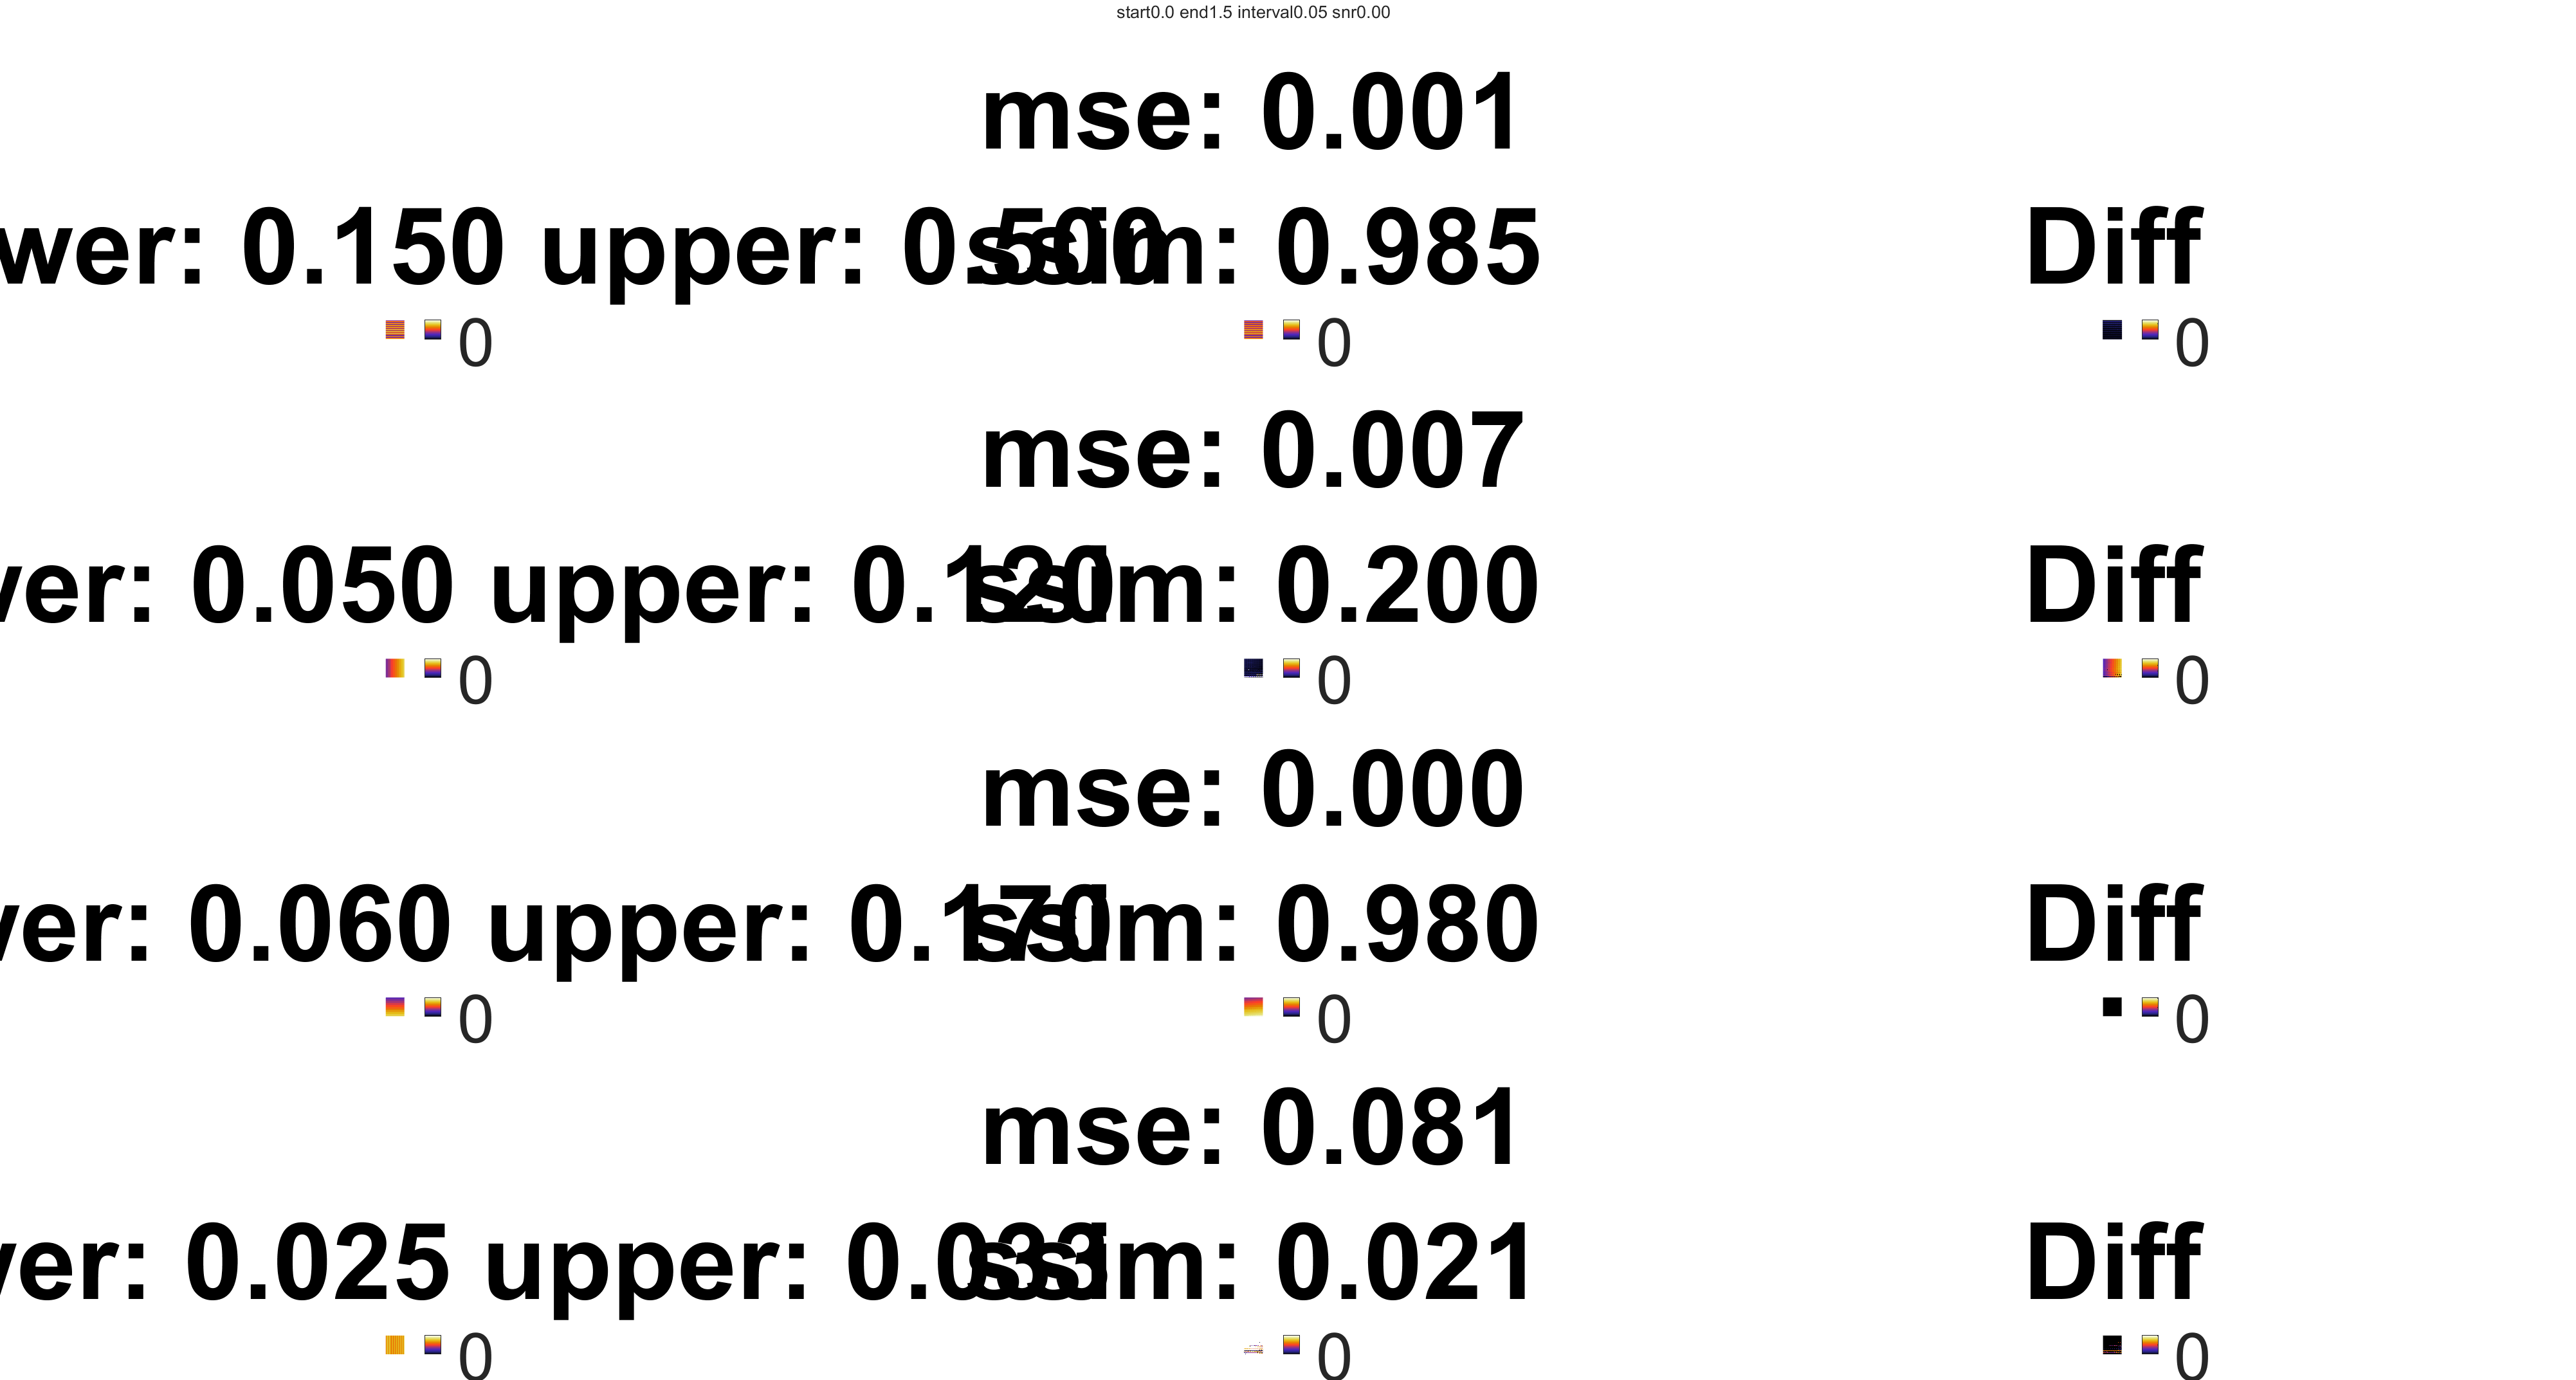 start0.0 end1.5 interval0.05 snr0.00
mse: 0.001
wer: 0.150 upper: 0.500 ssim: 0.985 Diff
0 0 0
mse: 0.007
ver: 0.050 upper: 0.120 ssim: 0.200 Diff
0 0 0
mse: 0.000
ver: 0.060 upper: 0.170 ssim: 0.980 Diff
0 0 0
mse: 0.081
ver: 0.025 upper: 0.033 ssim: 0.021 Diff
0 0 0